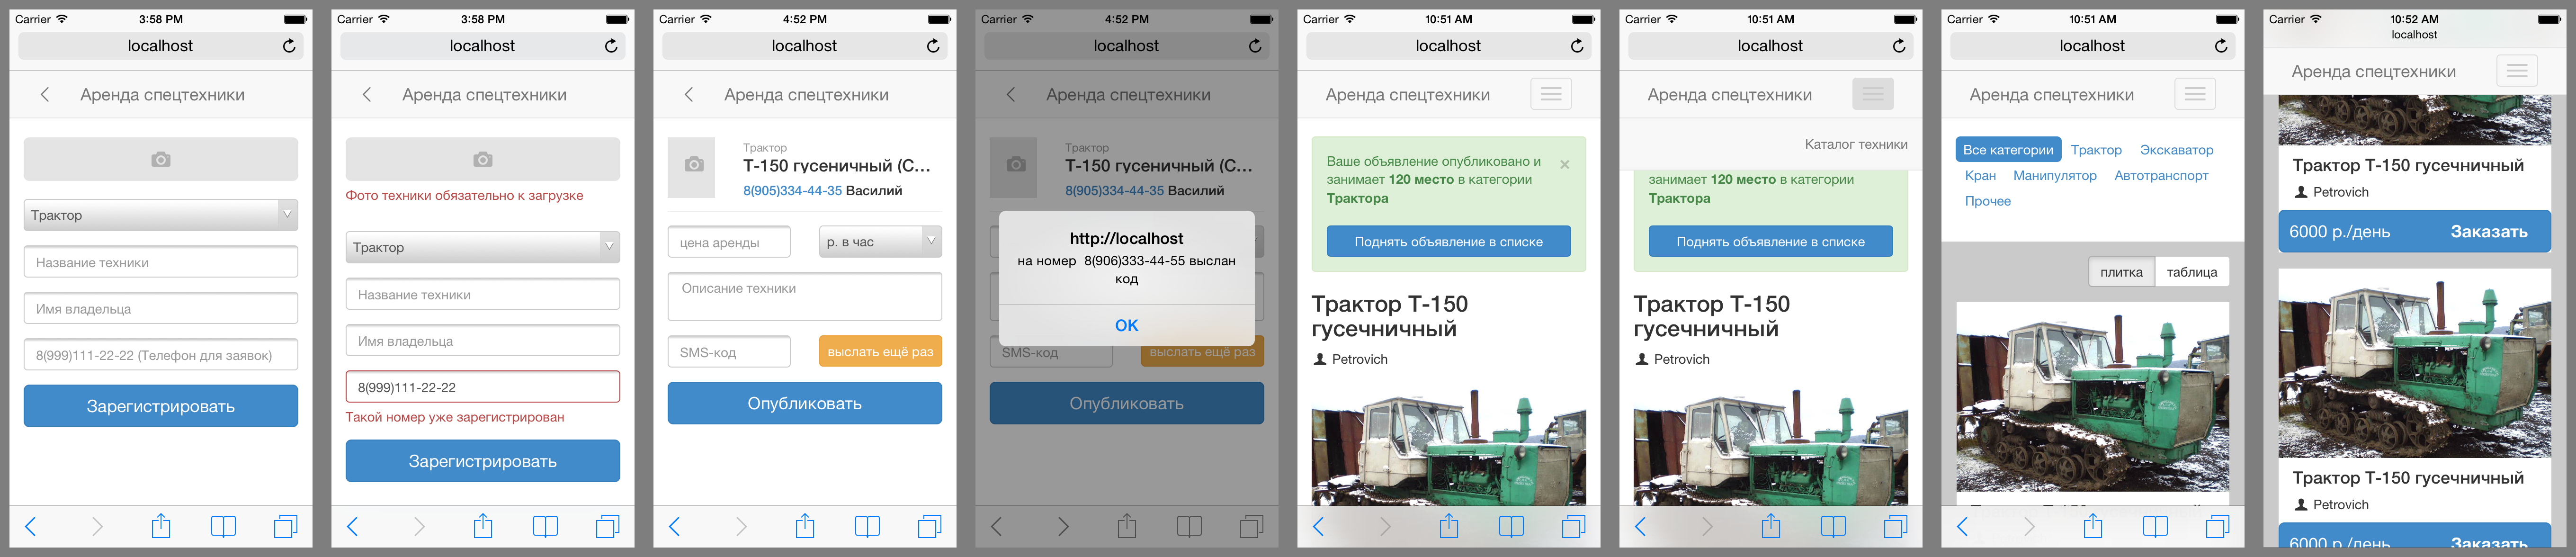 Carrier 3:58 PM
localhost
Аренда спецтехники
Трактор
Название техники
Имя владельца
8(999)111-22-22 (Телефон для заявок)
Зарегистрировать
Carrier 3:58 PM
localhost
Аренда спецтехники
Фото техники обязательно к загрузке
Трактор
Название техники
Имя владельца
8(999)111-22-22
Такой номер уже зарегистрирован
Зарегистрировать
Carrier 4:52 PM
localhost
Аренда спецтехники
Трактор
Т-150 гусеничный (С...
8(905)334-44-35 Василий
цена аренды
р. в час
Описание техники
SMS-код
выслать ещё раз
Опубликовать
Carrier 4:52 PM
localhost
Аренда спецтехники
Трактор
Т-150 гусеничный (С...
8(905)334-44-35 Василий
http://localhost
на номер 8(906)333-44-55 выслан
код
OK
SMS-код
выслать ещё раз
Опубликовать
Carrier 10:51 AM
localhost
Аренда спецтехники
Ваше объявление опубликовано и
занимает 120 место в категории
Трактора
×
Поднять объявление в списке
Трактор Т-150
гусечничный
Petrovich
Carrier 10:51 AM
localhost
Аренда спецтехники
Каталог техники
занимает 120 место в категории
Трактора
Поднять объявление в списке
Трактор Т-150
гусечничный
Petrovich
Carrier 10:51 AM
localhost
Аренда спецтехники
Все категории Трактор Экскаватор
Кран Манипулятор Автотранспорт
Прочее
плитка таблица
Carrier 10:52 AM
localhost
Аренда спецтехники
Трактор Т-150 гусечничный
Petrovich
6000 р./день Заказать
Трактор Т-150 гусечничный
Petrovich
6000 р./день Заказать